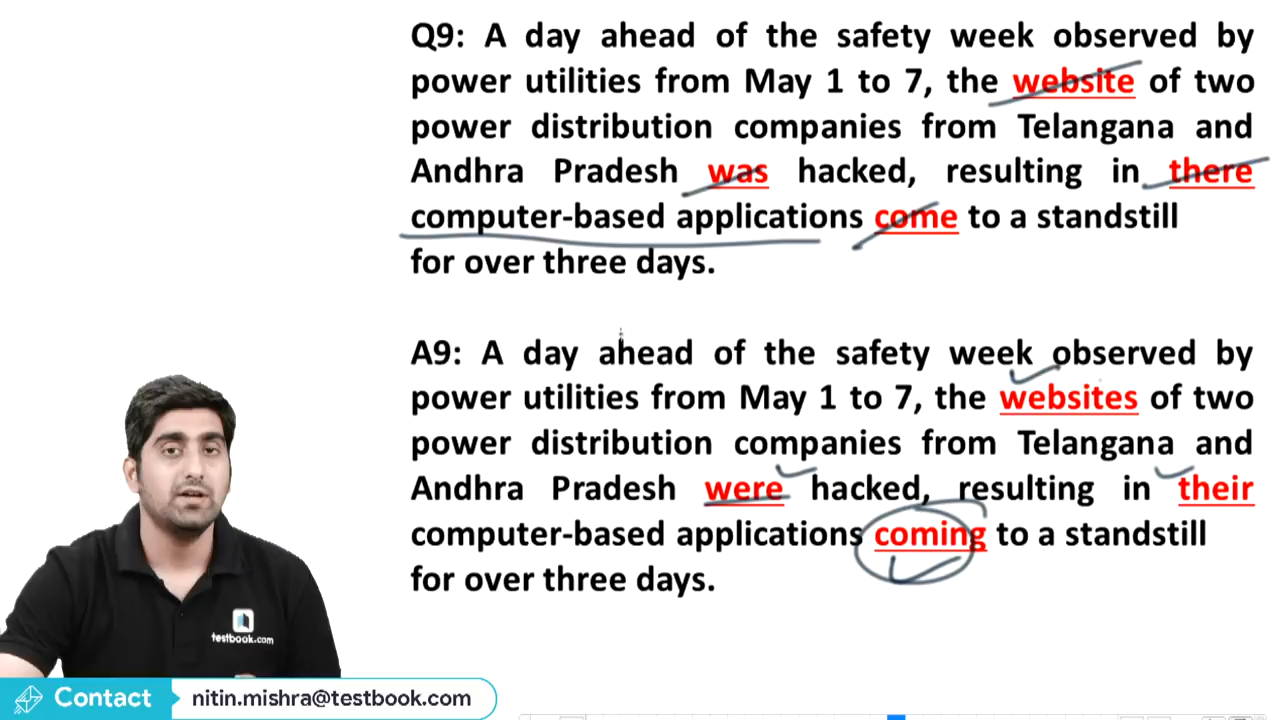 Q9: A day ahead of the safety week observed by
power utilities from May 1 to 7, the website of two
power distribution companies from Telangana and
Andhra Pradesh was hacked, resulting in there
computer-based applications come to a standstill
for over three days.
A9: A day ahead of the safety week observed by
power utilities from May 1 to 7, the websites of two
power distribution companies from Telangana and
Andhra Pradesh were hacked, resulting in their
computer-based applications coming to a standstill
for over three days.
testbook.com
Contact nitin.mishra@testbook.com